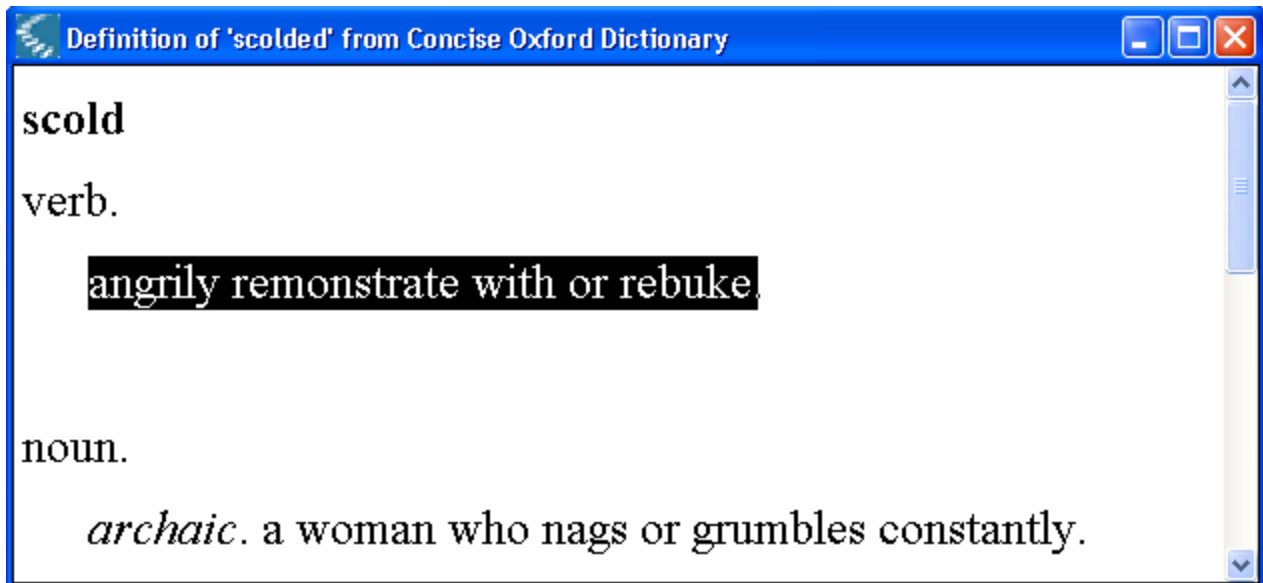 Definition of 'scolded' from Concise Oxford Dictionary
scold
verb.
angrily remonstrate with or rebuke.
noun.
archaic. a woman who nags or grumbles constantly.